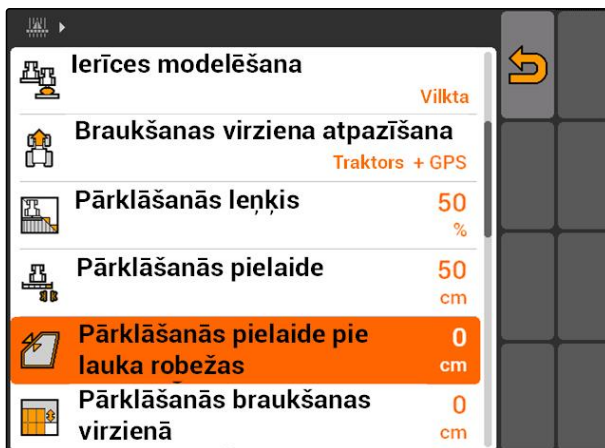 Ierīces modelēšana
Vilkta
Braukšanas virziena atpazīšana
Traktors + GPS
Pārklāšanās leņķis
50
%
Pārklāšanās pielaide
50
cm
Pārklāšanās pielaide pie
lauka robežas
0
cm
Pārklāšanās braukšanas
virzienā
0
cm